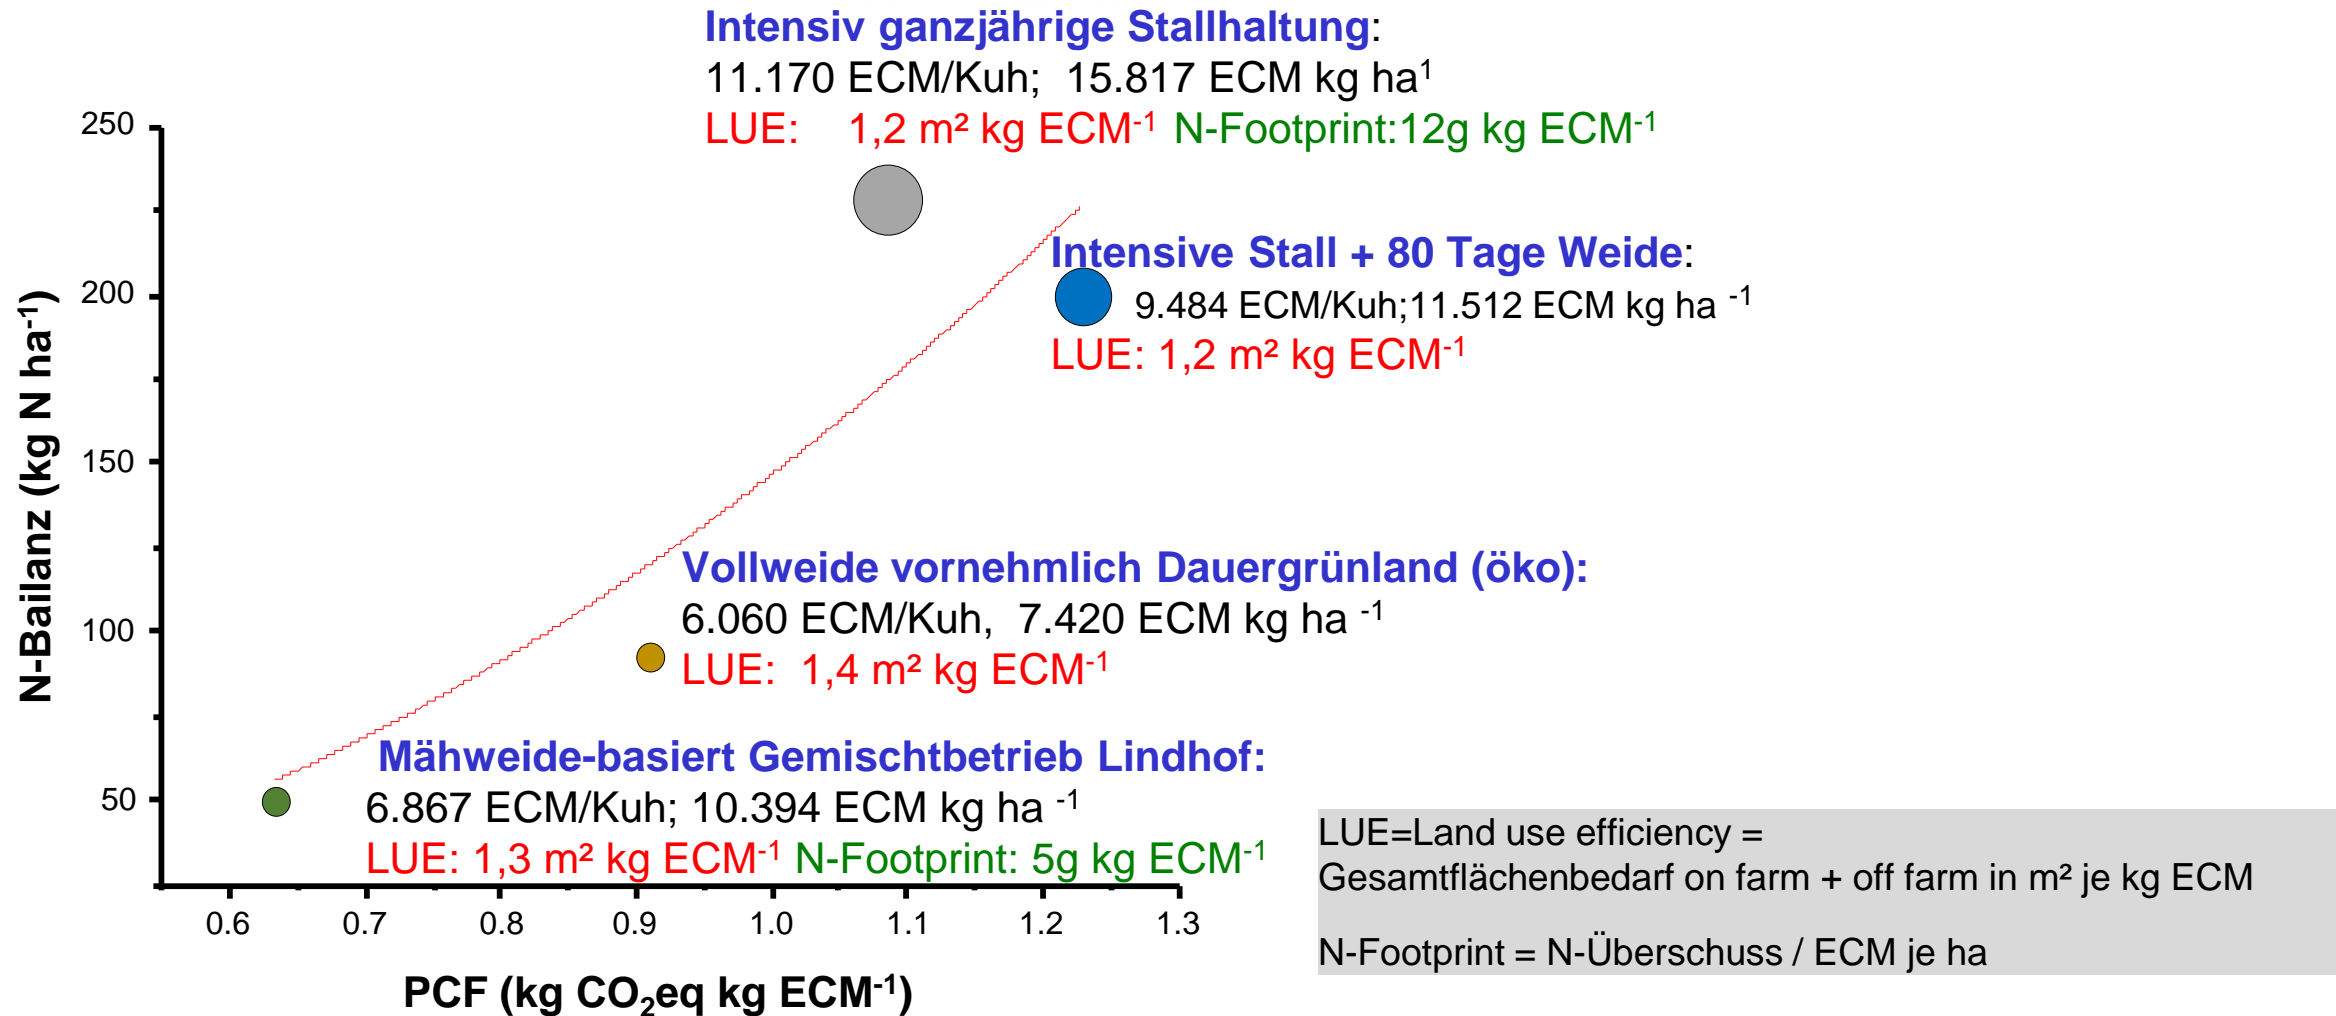 Intensiv ganzjährige Stallhaltung:
11.170 ECM/Kuh; 15.817 ECM kg ha¹
LUE: 1,2 m² kg ECM⁻¹ N-Footprint:12g kg ECM⁻¹
Intensive Stall + 80 Tage Weide:
9.484 ECM/Kuh;11.512 ECM kg ha ⁻¹
LUE: 1,2 m² kg ECM⁻¹
Vollweide vornehmlich Dauergrünland (öko):
6.060 ECM/Kuh, 7.420 ECM kg ha ⁻¹
LUE: 1,4 m² kg ECM⁻¹
Mähweide-basiert Gemischtbetrieb Lindhof:
6.867 ECM/Kuh; 10.394 ECM kg ha ⁻¹
LUE: 1,3 m² kg ECM⁻¹ N-Footprint: 5g kg ECM⁻¹
N-Bailanz (kg N ha⁻¹)
250
200
150
100
50
0.6 0.7 0.8 0.9 1.0 1.1 1.2 1.3
PCF (kg CO₂eq kg ECM⁻¹)
LUE=Land use efficiency =
Gesamtflächenbedarf on farm + off farm in m² je kg ECM
N-Footprint = N-Überschuss / ECM je ha